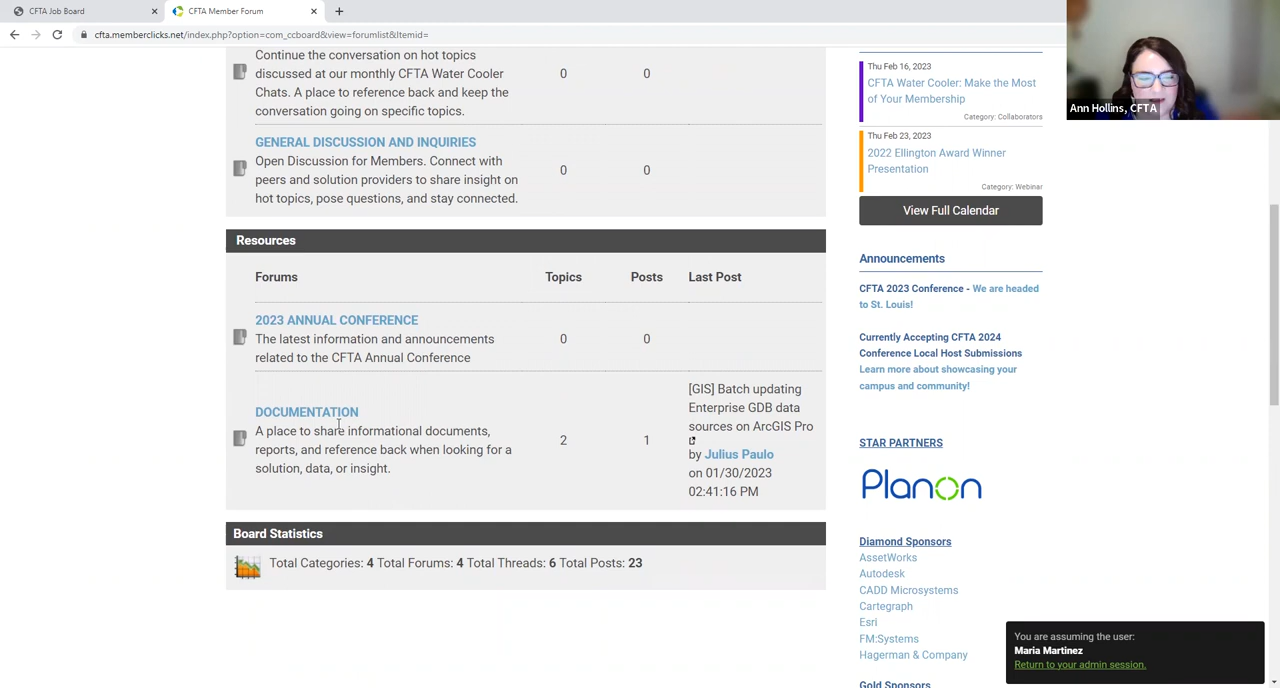 CFTA Job Board
CFTA Member Forum
cfta.memberclicks.net/index.php?option=com_ccboard&view=forumlist&Itemid=
Continue the conversation on hot topics
discussed at our monthly CFTA Water Cooler
Chats. A place to reference back and keep the
conversation going on specific topics.
0
0
GENERAL DISCUSSION AND INQUIRIES
Open Discussion for Members. Connect with
peers and solution providers to share insight on
hot topics, pose questions, and stay connected.
0
0
Resources
Forums
Topics
Posts
Last Post
2023 ANNUAL CONFERENCE
The latest information and announcements
related to the CFTA Annual Conference
0
0
DOCUMENTATION
A place to share informational documents,
reports, and reference back when looking for a
solution, data, or insight.
2
1
[GIS] Batch updating
Enterprise GDB data
sources on ArcGIS Pro
by Julius Paulo
on 01/30/2023
02:41:16 PM
Board Statistics
Total Categories: 4 Total Forums: 4 Total Threads: 6 Total Posts: 23
Thu Feb 16, 2023
CFTA Water Cooler: Make the Most
of Your Membership
Category: Collaborators
Thu Feb 23, 2023
2022 Ellington Award Winner
Presentation
Category: Webinar
View Full Calendar
Announcements
CFTA 2023 Conference - We are headed
to St. Louis!
Currently Accepting CFTA 2024
Conference Local Host Submissions
Learn more about showcasing your
campus and community!
STAR PARTNERS
Planon
Diamond Sponsors
AssetWorks
Autodesk
CADD Microsystems
Cartegraph
Esri
FM:Systems
Hagerman & Company
Gold Sponsors
Ann Hollins, CFTA
You are assuming the user:
Maria Martinez
Return to your admin session.